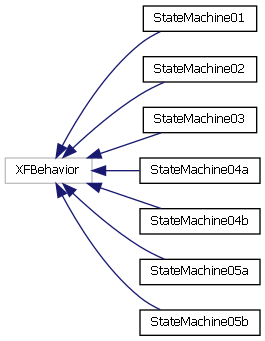 StateMachine01
StateMachine02
StateMachine03
XFBehavior
StateMachine04a
StateMachine04b
StateMachine05a
StateMachine05b